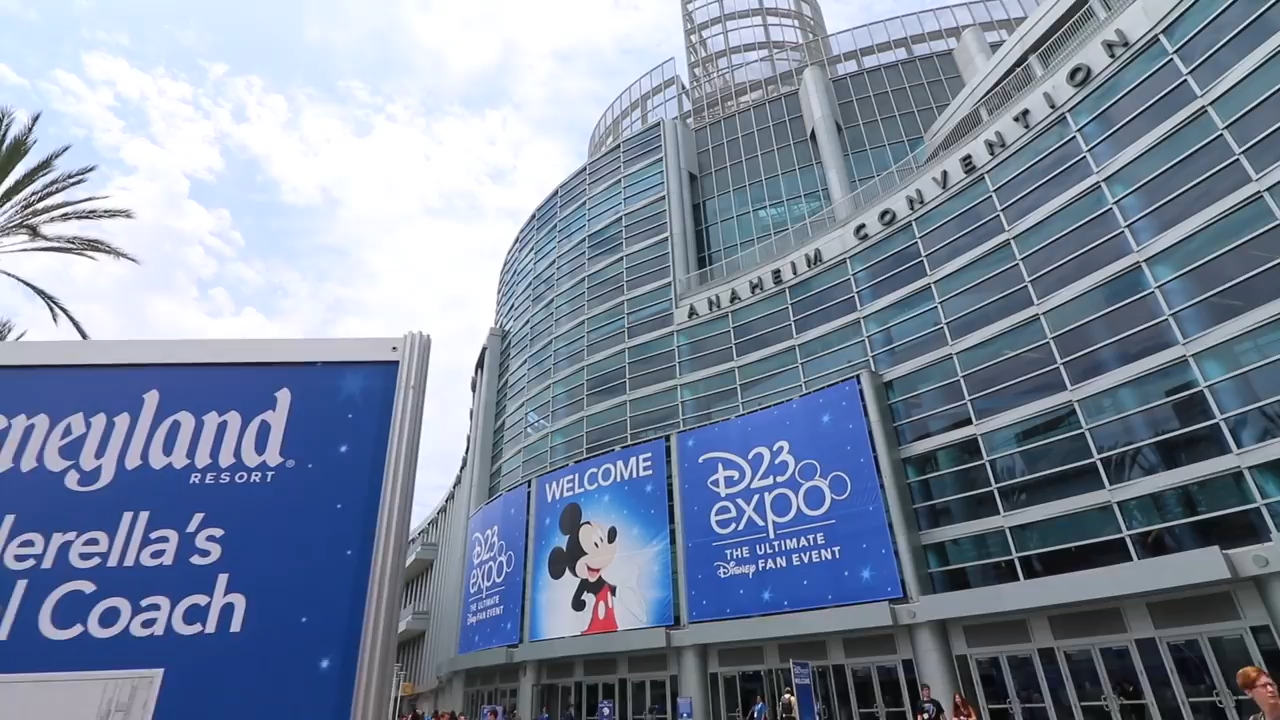 ANAHEIM CONVENTION
neyland
RESORT
derella's
l Coach
D23
expo
THE ULTIMATE
Disney FAN EVENT
WELCOME
D23
expo
THE ULTIMATE
Disney FAN EVENT
WELCOME